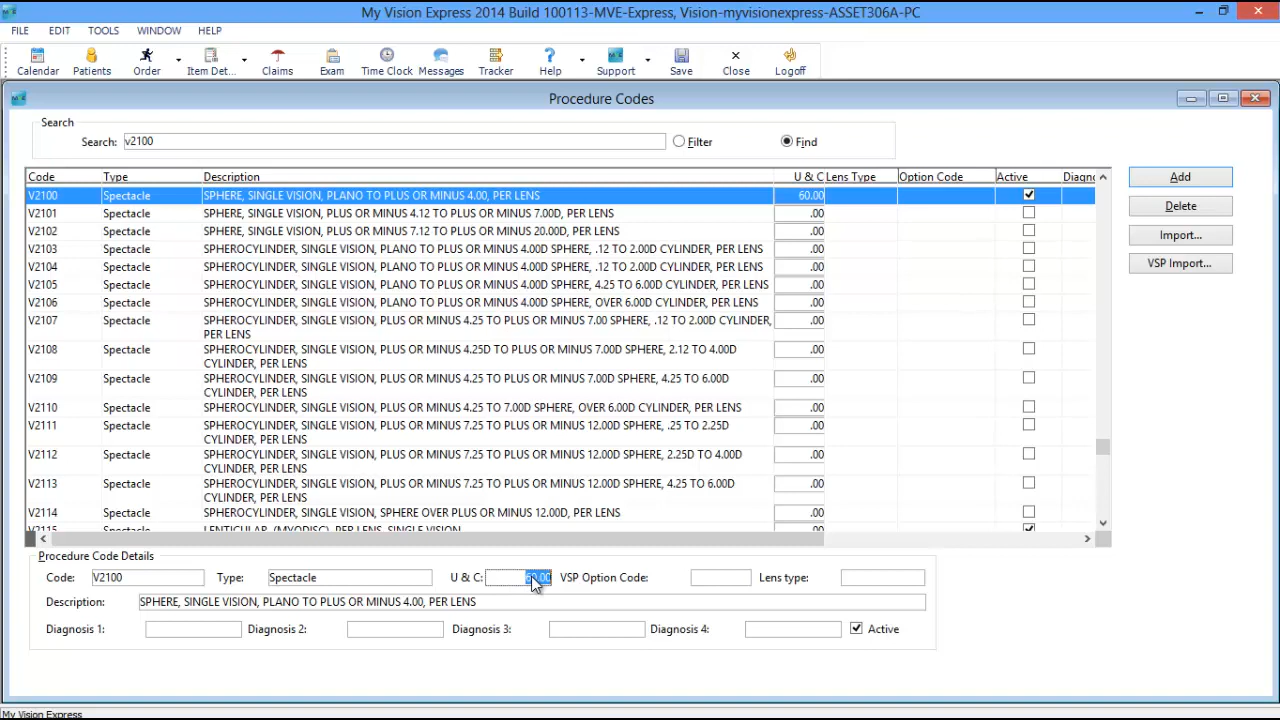 My Vision Express 2014 Build 100113-MVE-Express, Vision-myvisionexpress-ASSET306A-PC
FILE EDIT TOOLS WINDOW HELP
Calendar Patients Order Item Det... Claims Exam Time Clock Messages Tracker Help Support Save Close Logoff
Procedure Codes
Search
Search: v2100 Filter Find
Code Type Description U & C Lens Type Option Code Active Diagno
V2100 Spectacle SPHERE, SINGLE VISION, PLANO TO PLUS OR MINUS 4.00, PER LENS 60.00
V2101 Spectacle SPHERE, SINGLE VISION, PLUS OR MINUS 4.12 TO PLUS OR MINUS 7.00D, PER LENS .00
V2102 Spectacle SPHERE, SINGLE VISION, PLUS OR MINUS 7.12 TO PLUS OR MINUS 20.00D, PER LENS .00
V2103 Spectacle SPHEROCYLINDER, SINGLE VISION, PLANO TO PLUS OR MINUS 4.00D SPHERE, .12 TO 2.00D CYLINDER, PER LENS .00
V2104 Spectacle SPHEROCYLINDER, SINGLE VISION, PLANO TO PLUS OR MINUS 4.00D SPHERE, .12 TO 2.00D CYLINDER, PER LENS .00
V2105 Spectacle SPHEROCYLINDER, SINGLE VISION, PLANO TO PLUS OR MINUS 4.00D SPHERE, 4.25 TO 6.00D CYLINDER, PER LENS .00
V2106 Spectacle SPHEROCYLINDER, SINGLE VISION, PLANO TO PLUS OR MINUS 4.00D SPHERE, OVER 6.00D CYLINDER, PER LENS .00
V2107 Spectacle SPHEROCYLINDER, SINGLE VISION, PLUS OR MINUS 4.25 TO PLUS OR MINUS 7.00 SPHERE, .12 TO 2.00D CYLINDER, .00
PER LENS
V2108 Spectacle SPHEROCYLINDER, SINGLE VISION, PLUS OR MINUS 4.25D TO PLUS OR MINUS 7.00D SPHERE, 2.12 TO 4.00D .00
CYLINDER, PER LENS
V2109 Spectacle SPHEROCYLINDER, SINGLE VISION, PLUS OR MINUS 4.25 TO PLUS OR MINUS 7.00D SPHERE, 4.25 TO 6.00D .00
CYLINDER, PER LENS
V2110 Spectacle SPHEROCYLINDER, SINGLE VISION, PLUS OR MINUS 4.25 TO 7.00D SPHERE, OVER 6.00D CYLINDER, PER LENS .00
V2111 Spectacle SPHEROCYLINDER, SINGLE VISION, PLUS OR MINUS 7.25 TO PLUS OR MINUS 12.00D SPHERE, .25 TO 2.25D .00
CYLINDER, PER LENS
V2112 Spectacle SPHEROCYLINDER, SINGLE VISION, PLUS OR MINUS 7.25 TO PLUS OR MINUS 12.00D SPHERE, 2.25D TO 4.00D .00
CYLINDER, PER LENS
V2113 Spectacle SPHEROCYLINDER, SINGLE VISION, PLUS OR MINUS 7.25 TO PLUS OR MINUS 12.00D SPHERE, 4.25 TO 6.00D .00
CYLINDER, PER LENS
V2114 Spectacle SPHEROCYLINDER, SINGLE VISION, SPHERE OVER PLUS OR MINUS 12.00D, PER LENS .00
V2115 Spectacle LENTICULAR, (MYODISC), PER LENS, SINGLE VISION .00
Add
Delete
Import...
VSP Import...
Procedure Code Details
Code: V2100 Type: Spectacle U & C: 60.00 VSP Option Code: Lens type:
Description: SPHERE, SINGLE VISION, PLANO TO PLUS OR MINUS 4.00, PER LENS
Diagnosis 1: Diagnosis 2: Diagnosis 3: Diagnosis 4: Active
My Vision Express